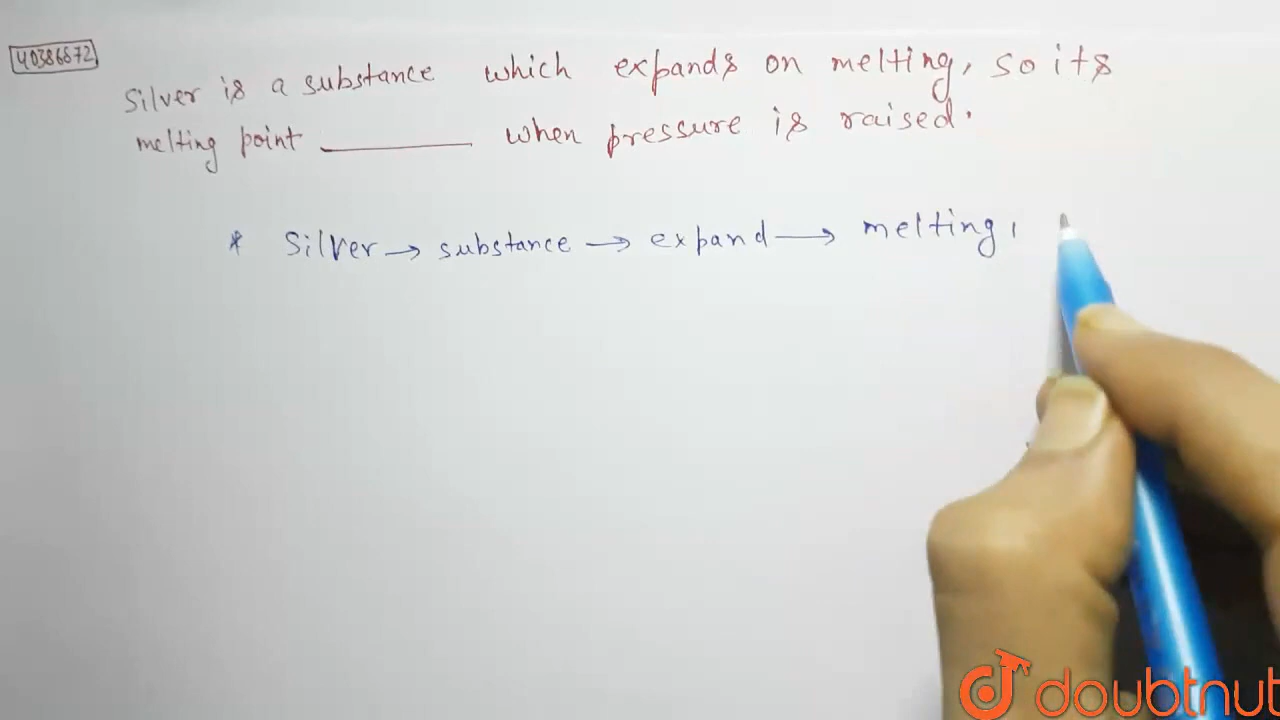 40386872
Silver is a substance which expands on melting, so its
melting point ________ when pressure is raised.
* Silver → substance → expand → melting,
doubtnut